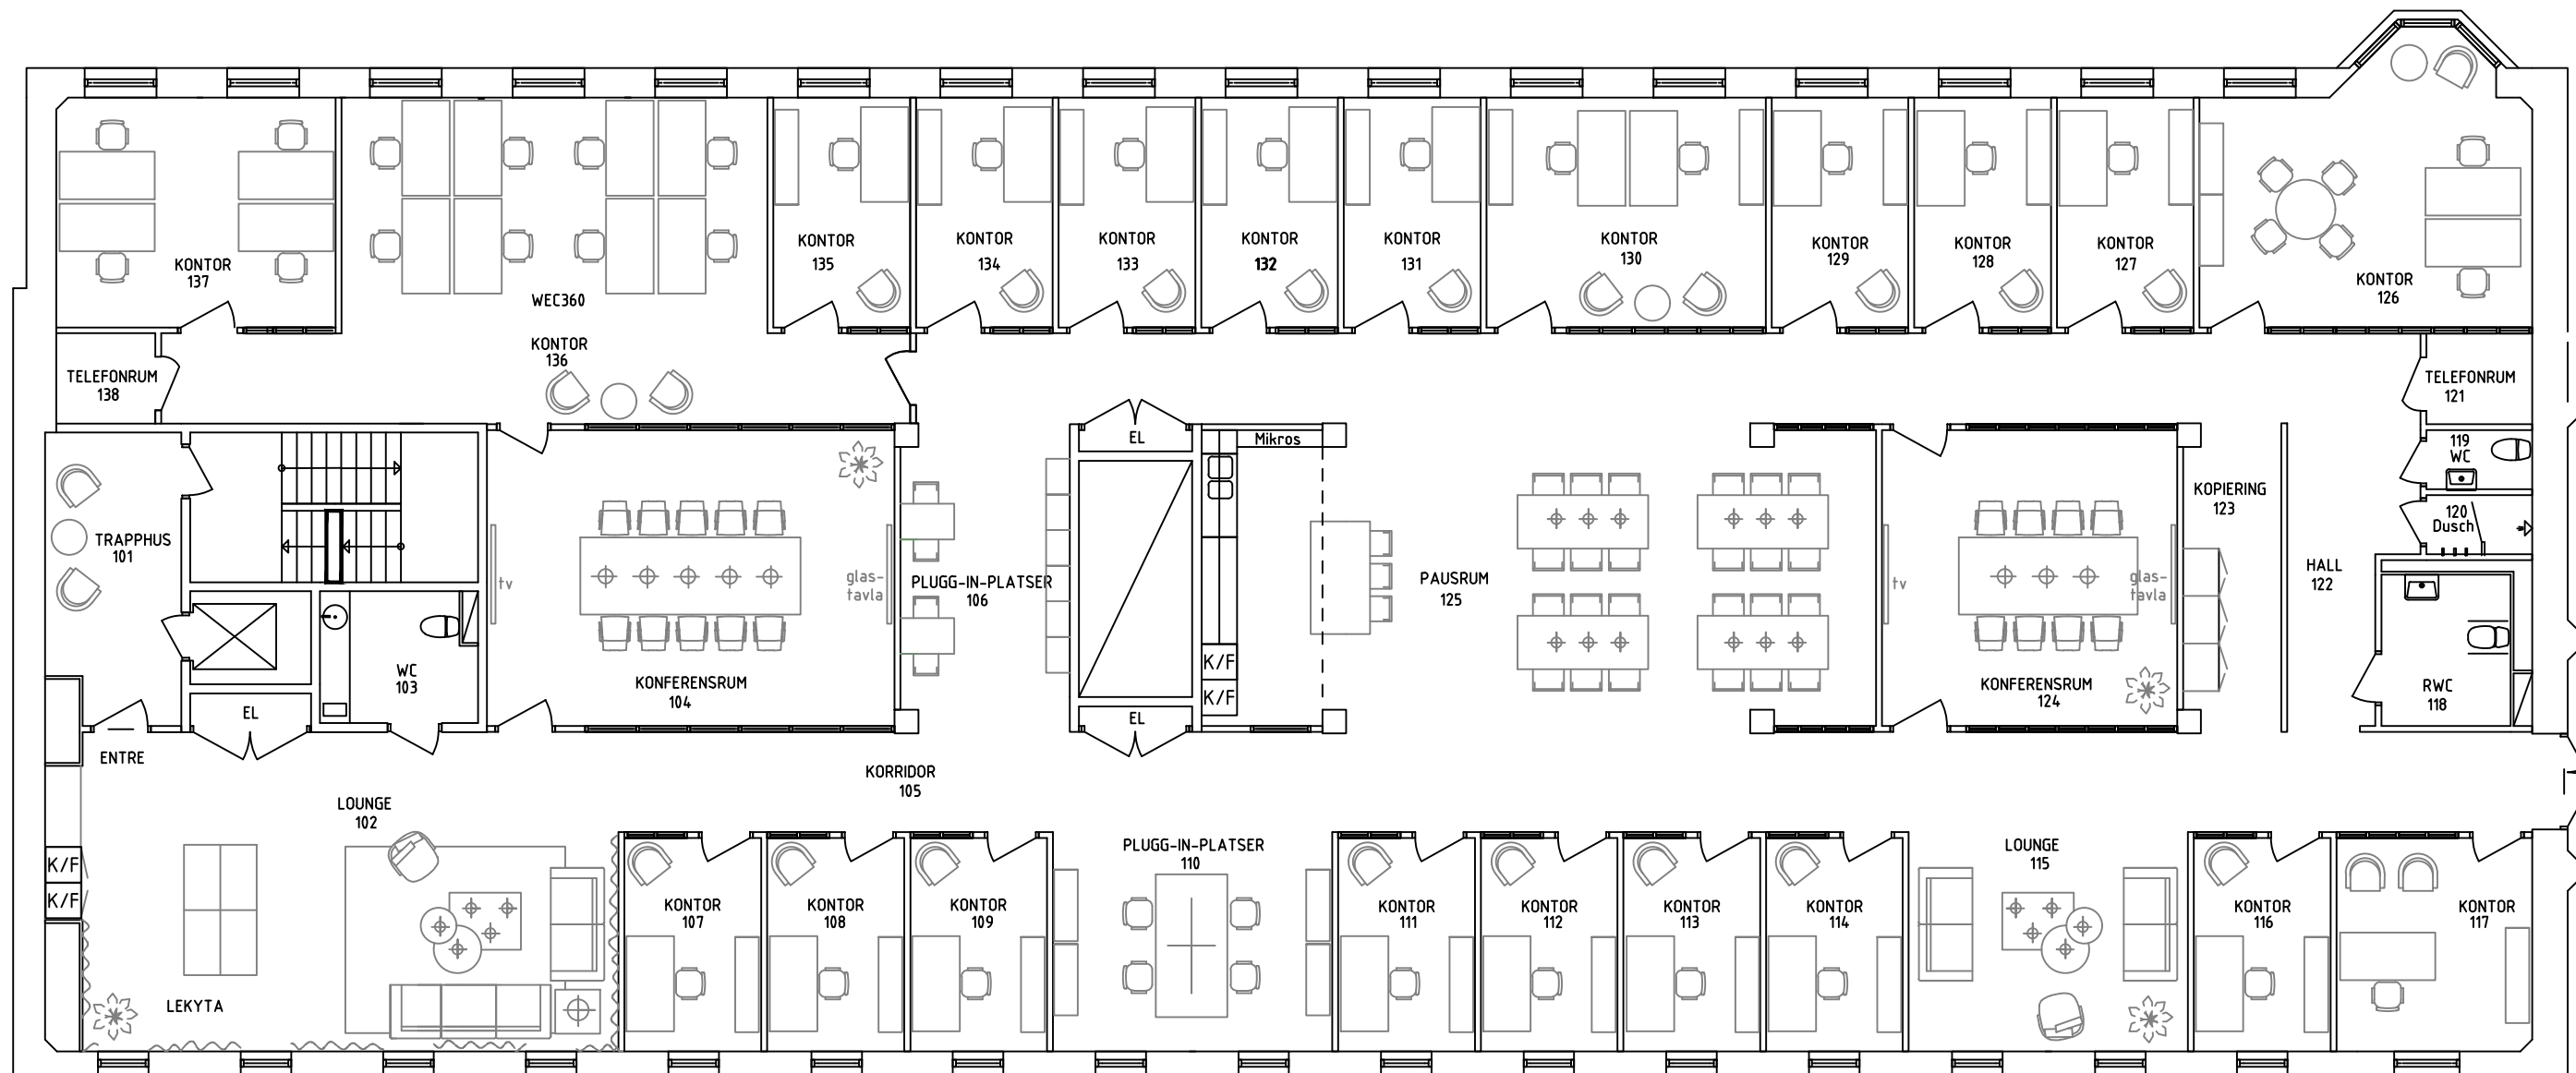 KONTOR
137
WEC360
KONTOR
136
KONTOR
135
KONTOR
134
KONTOR
133
KONTOR
132
KONTOR
131
KONTOR
130
KONTOR
129
KONTOR
128
KONTOR
127
KONTOR
126
TELEFONRUM
138
TELEFONRUM
121
EL
Mikros
119
WC
120
Dusch
KOPIERING
123
HALL
122
TRAPPHUS
101
tv
glas-
tavla
PLUGG-IN-PLATSER
106
PAUSRUM
125
tv
glas-
tavla
WC
103
KONFERENSRUM
104
K/F
K/F
KONFERENSRUM
124
RWC
118
EL
EL
ENTRE
KORRIDOR
105
LOUNGE
102
K/F
K/F
LEKYTA
KONTOR
107
KONTOR
108
KONTOR
109
PLUGG-IN-PLATSER
110
KONTOR
111
KONTOR
112
KONTOR
113
KONTOR
114
LOUNGE
115
KONTOR
116
KONTOR
117